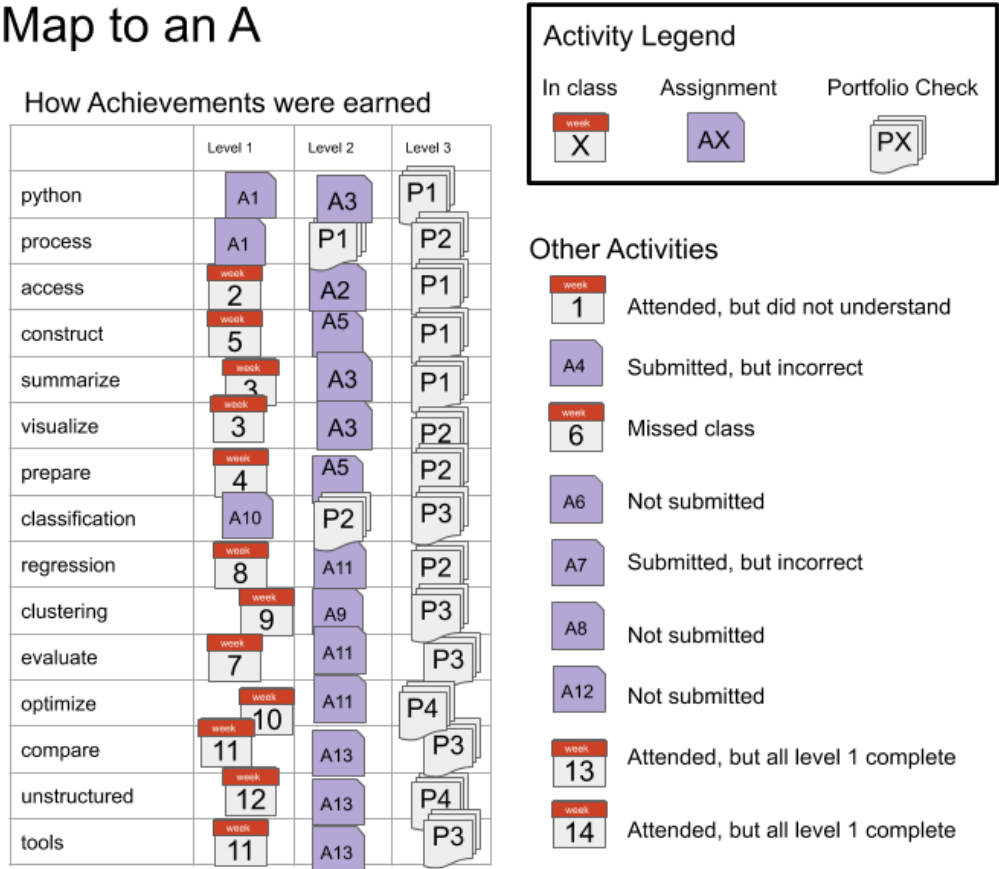 Map to an A
Activity Legend
In class Assignment Portfolio Check
week
X AX PX
How Achievements were earned
Level 1 Level 2 Level 3
python A1 A3 P1
process A1 P1 P2
week
access 2 A2 P1
week
construct 5 A5 P1
week
summarize 3 A3 P1
week
visualize 3 A3 P2
week
prepare 4 A5 P2
classification A10 P2 P3
week
regression 8 A11 P2
week
clustering 9 A9 P3
week
evaluate 7 A11 P3
week
optimize 10 A11 P4
week
compare 11 A13 P3
week
unstructured 12 A13 P4
week
tools 11 A13 P3
Other Activities
week
1 Attended, but did not understand
A4 Submitted, but incorrect
week
6 Missed class
A6 Not submitted
A7 Submitted, but incorrect
A8 Not submitted
A12 Not submitted
week
13 Attended, but all level 1 complete
week
14 Attended, but all level 1 complete